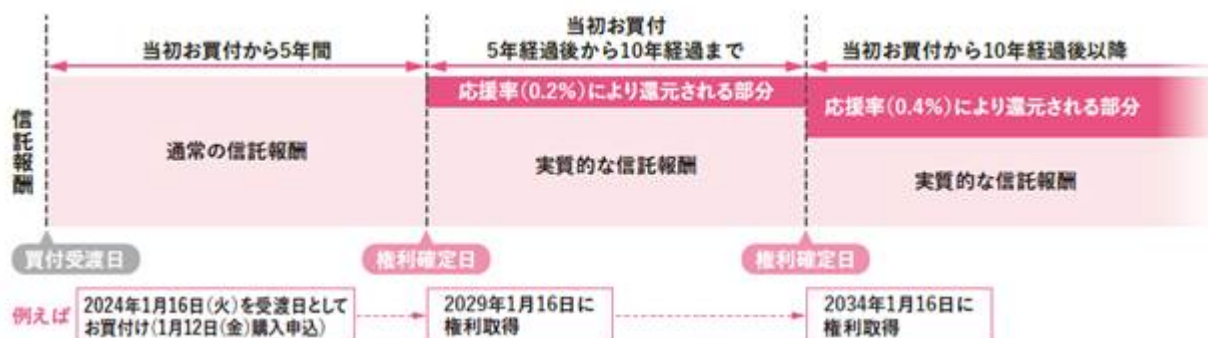 当初お買付から5年間
当初お買付
5年経過後から10年経過まで
当初お買付から10年経過後以降
信託報酬
通常の信託報酬
応援率(0.2%)により還元される部分
実質的な信託報酬
応援率(0.4%)により還元される部分
実質的な信託報酬
買付受渡日
権利確定日
権利確定日
例えば
2024年1月16日(火)を受渡日として
お買付け(1月12日(金)購入申込)
2029年1月16日に
権利取得
2034年1月16日に
権利取得